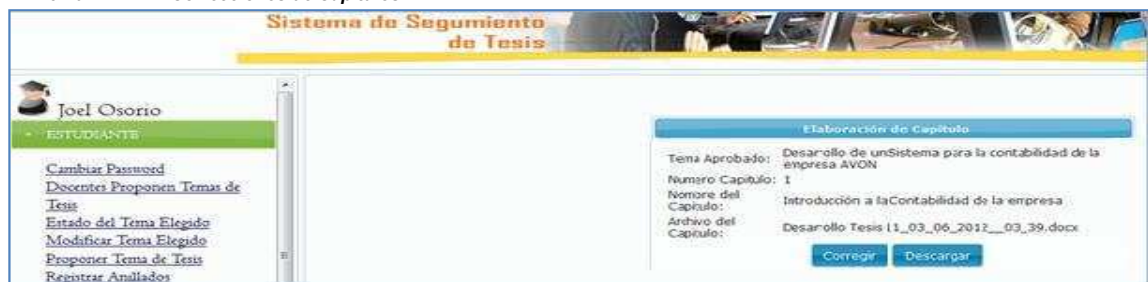 Sistema de Segumiento
de Tesis
Joel Osorio
ESTUDIANTE
Cambiar Password
Docentes Proponen Temas de
Tesis
Estado del Tema Elegido
Modificar Tema Elegido
Proponer Tema de Tesis
Registrar Anillados
Elaboración de Capitulo
Tema Aprobado: Desarrollo de unSistema para la contabilidad de la
empresa AVON
Numero Capitulo: 1
Nombre del
Capitulo: Introducción a laContabilidad de la empresa
Archivo del
Capitulo: Desarrollo Tesis (1_03_06_2012__03_39.docx
Corregir Descargar